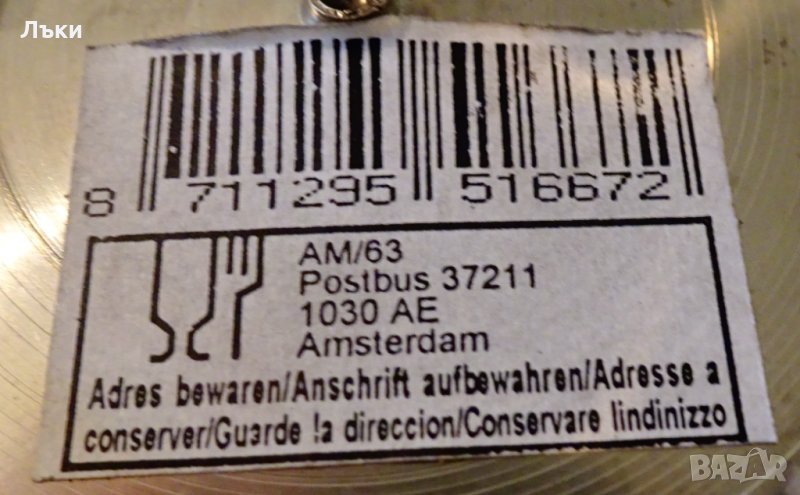 Лъки
8 711295 516672
AM/63
Postbus 37211
1030 AE
Amsterdam
Adres bewaren/Anschrift aufbewahren/Adresse a
conserver/Guarde !a direccion/Conservare lindinizzo
BAZAR